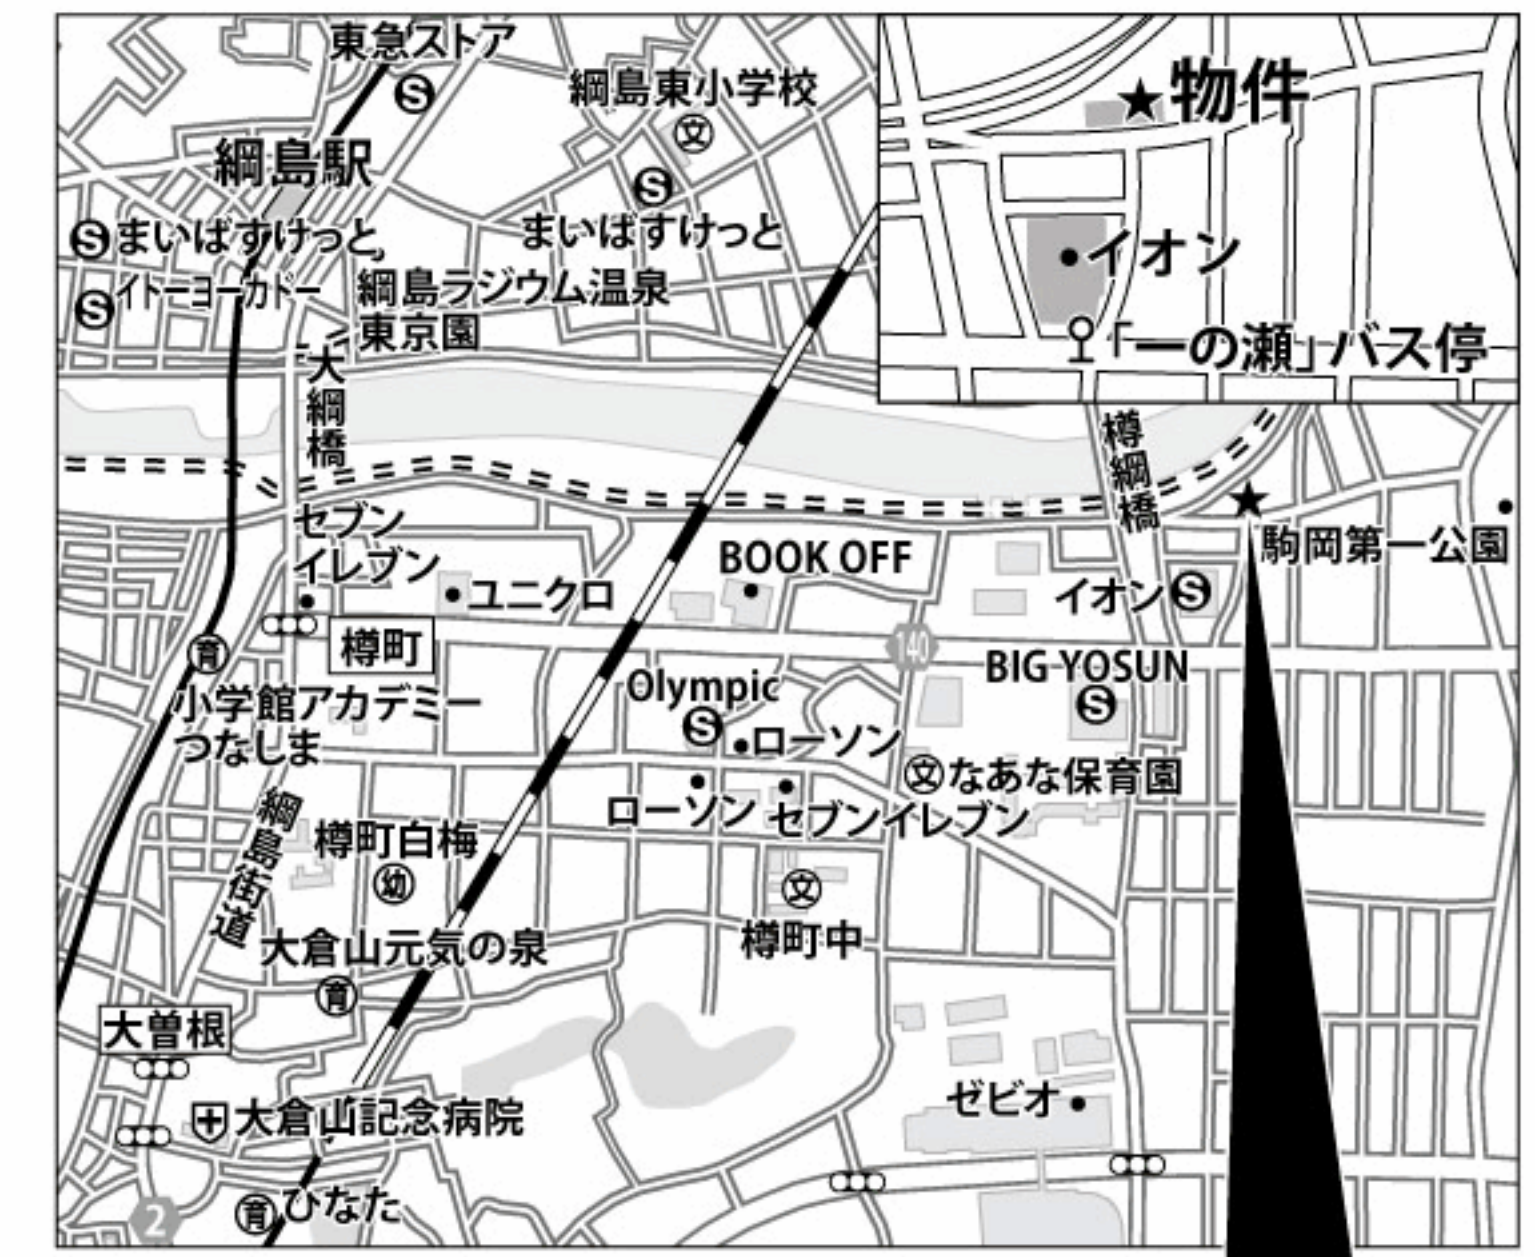 東急ストア
S
綱島東小学校
文
綱島駅
S
S まいばすけっと
まいばすけっと
S イトーヨーカドー
綱島ラジウム温泉
東京園
大綱橋
★物件
イオン
「一の瀬」バス停
樽綱橋
★
駒岡第一公園
セブン
イレブン
ユニクロ
BOOK OFF
イオン S
樽町
140
育
小学館アカデミー
つなしま
Olympic
S
ローソン
BIG YOSUN
S
文 なあな保育園
ローソン
セブンイレブン
綱島街道
樽町白梅
幼
文
樽町中
大倉山元気の泉
育
大曽根
ゼビオ
大倉山記念病院
育 ひなた
2